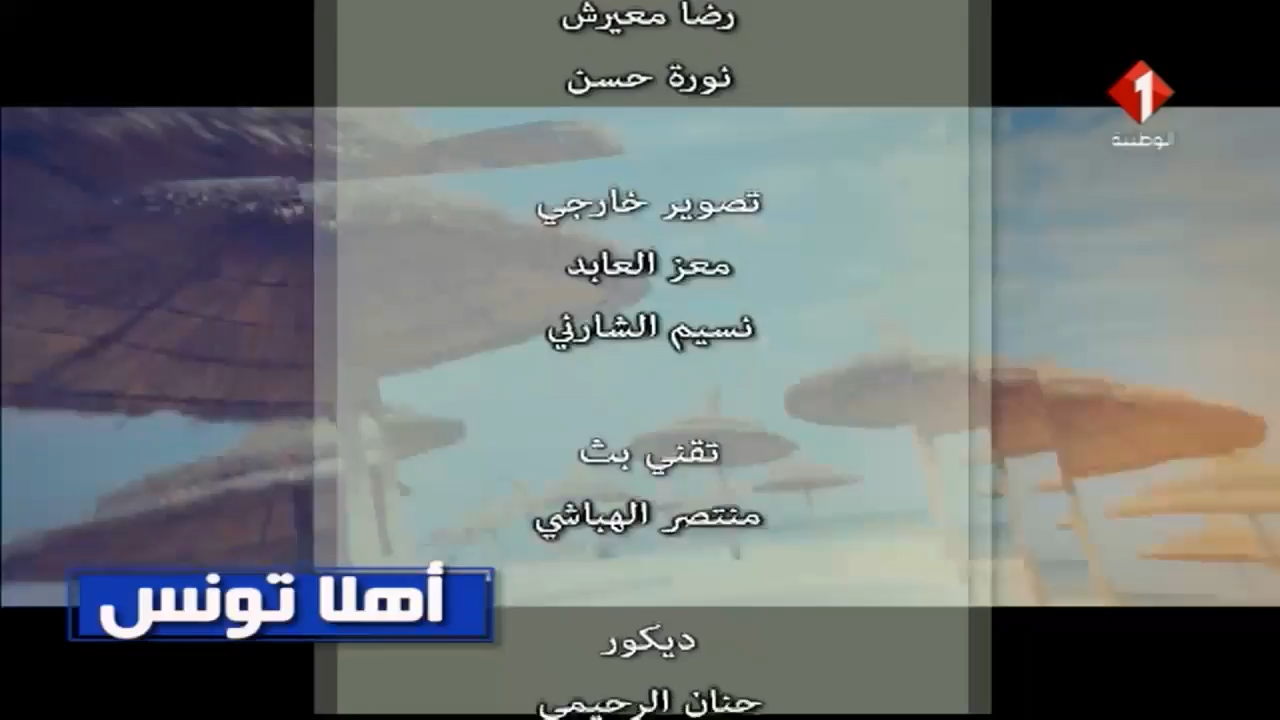 رضا معيرش
نورة حسن
1
الوطنية
تصوير خارجي
معز العابد
نسيم الشارني
تقني بث
منتصر الهباشي
أهلا تونس
ديكور
حنان الرحيمي